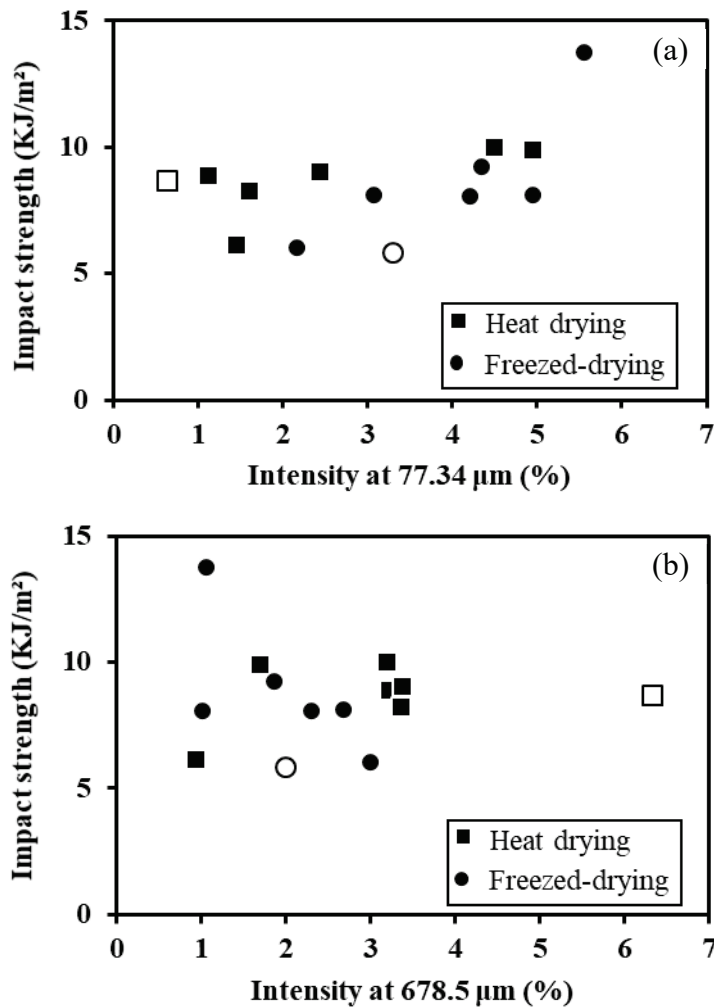 15
(a)
10
5
0
Impact strength (KJ/m²)
Heat drying
Freezed-drying
0 1 2 3 4 5 6 7
Intensity at 77.34 μm (%)
15
(b)
10
5
0
Impact strength (KJ/m²)
Heat drying
Freezed-drying
0 1 2 3 4 5 6 7
Intensity at 678.5 μm (%)